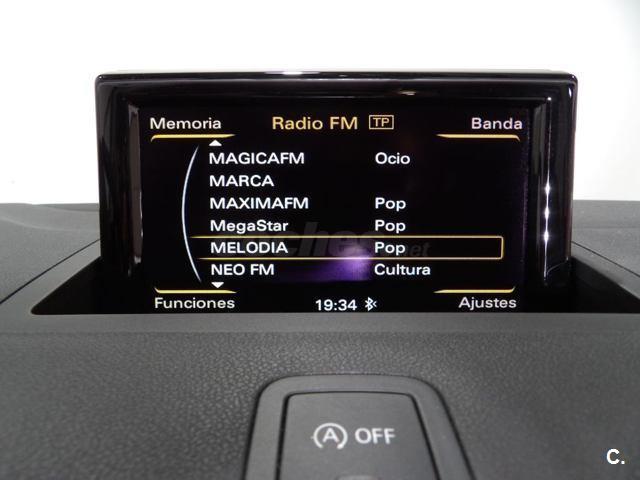 Memoria Radio FM TP Banda
MAGICAFM Ocio
MARCA
MAXIMAFM Pop
MegaStar Pop
MELODIA Pop
NEO FM Cultura
Funciones 19:34 Ajustes
A OFF
C.